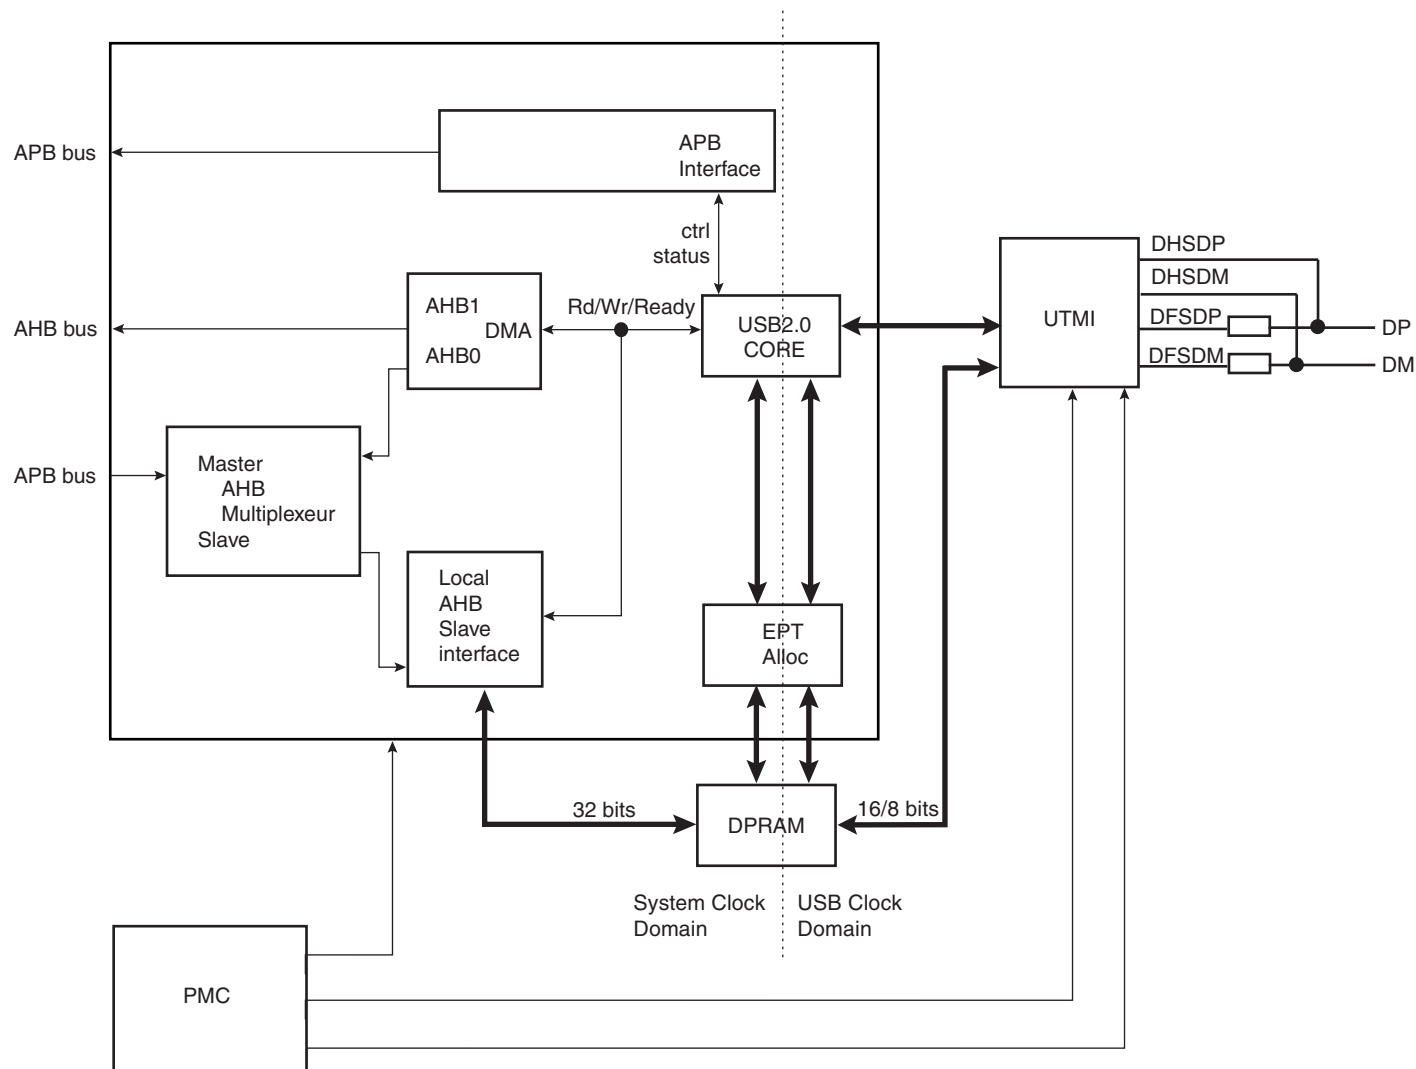 APB bus
APB
Interface
ctrl
status
DHSDP
DHSDM
DFSDP
DFSDM
UTMI
DP
DM
AHB bus
AHB1
DMA
AHB0
Rd/Wr/Ready
USB2.0
CORE
APB bus
Master
AHB
Multiplexeur
Slave
Local
AHB
Slave
interface
EPT
Alloc
32 bits
DPRAM
16/8 bits
System Clock
Domain
USB Clock
Domain
PMC